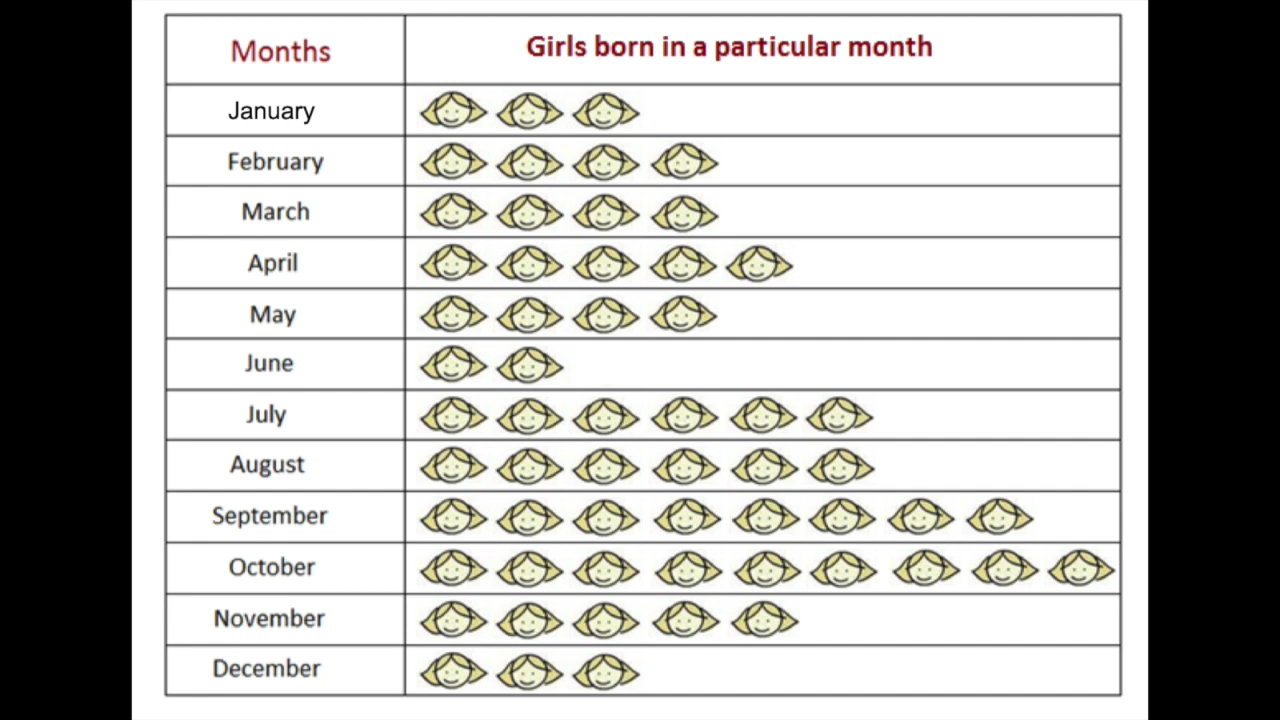 Months
Girls born in a particular month
January
February
March
April
May
June
July
August
September
October
November
December